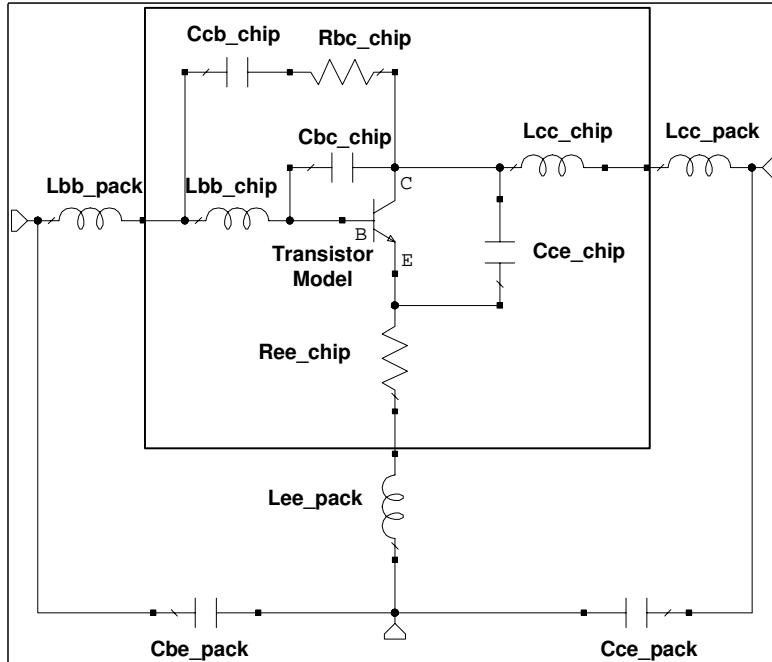 Ccb_chip
Rbc_chip
Cbc_chip
Lcc_chip
Lcc_pack
Lbb_pack
Lbb_chip
C
B
E
Transistor
Model
Cce_chip
Ree_chip
Lee_pack
Cbe_pack
Cce_pack